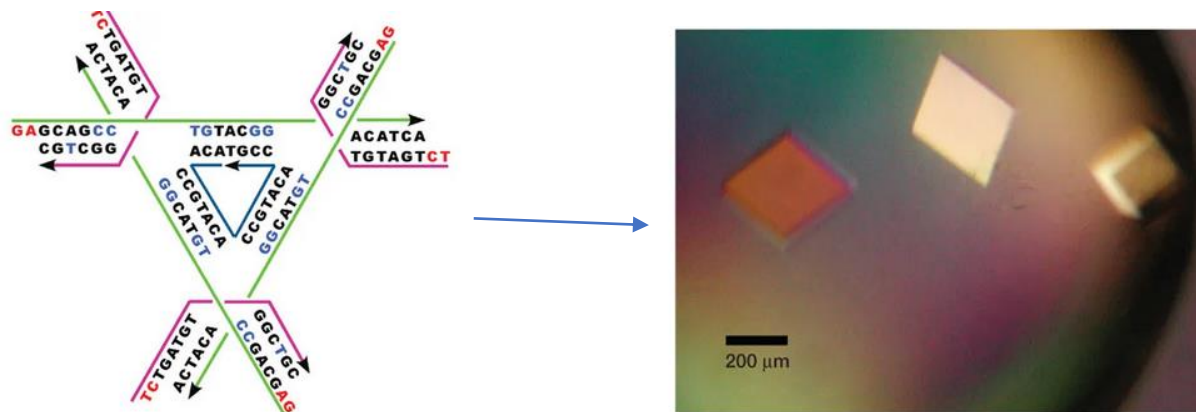 TCTGATGT
ACTACA
GGCTGC
CCGACGAG
GAGCAGCC
CGTCGG
TGTACGG
ACATGCC
ACATCA
TGTAGTCT
CCGTACA
GGCATGT
CCGTACA
GGCATGT
TCTGATGT
ACTACA
GGCTGC
CCGACGAG
200 μm